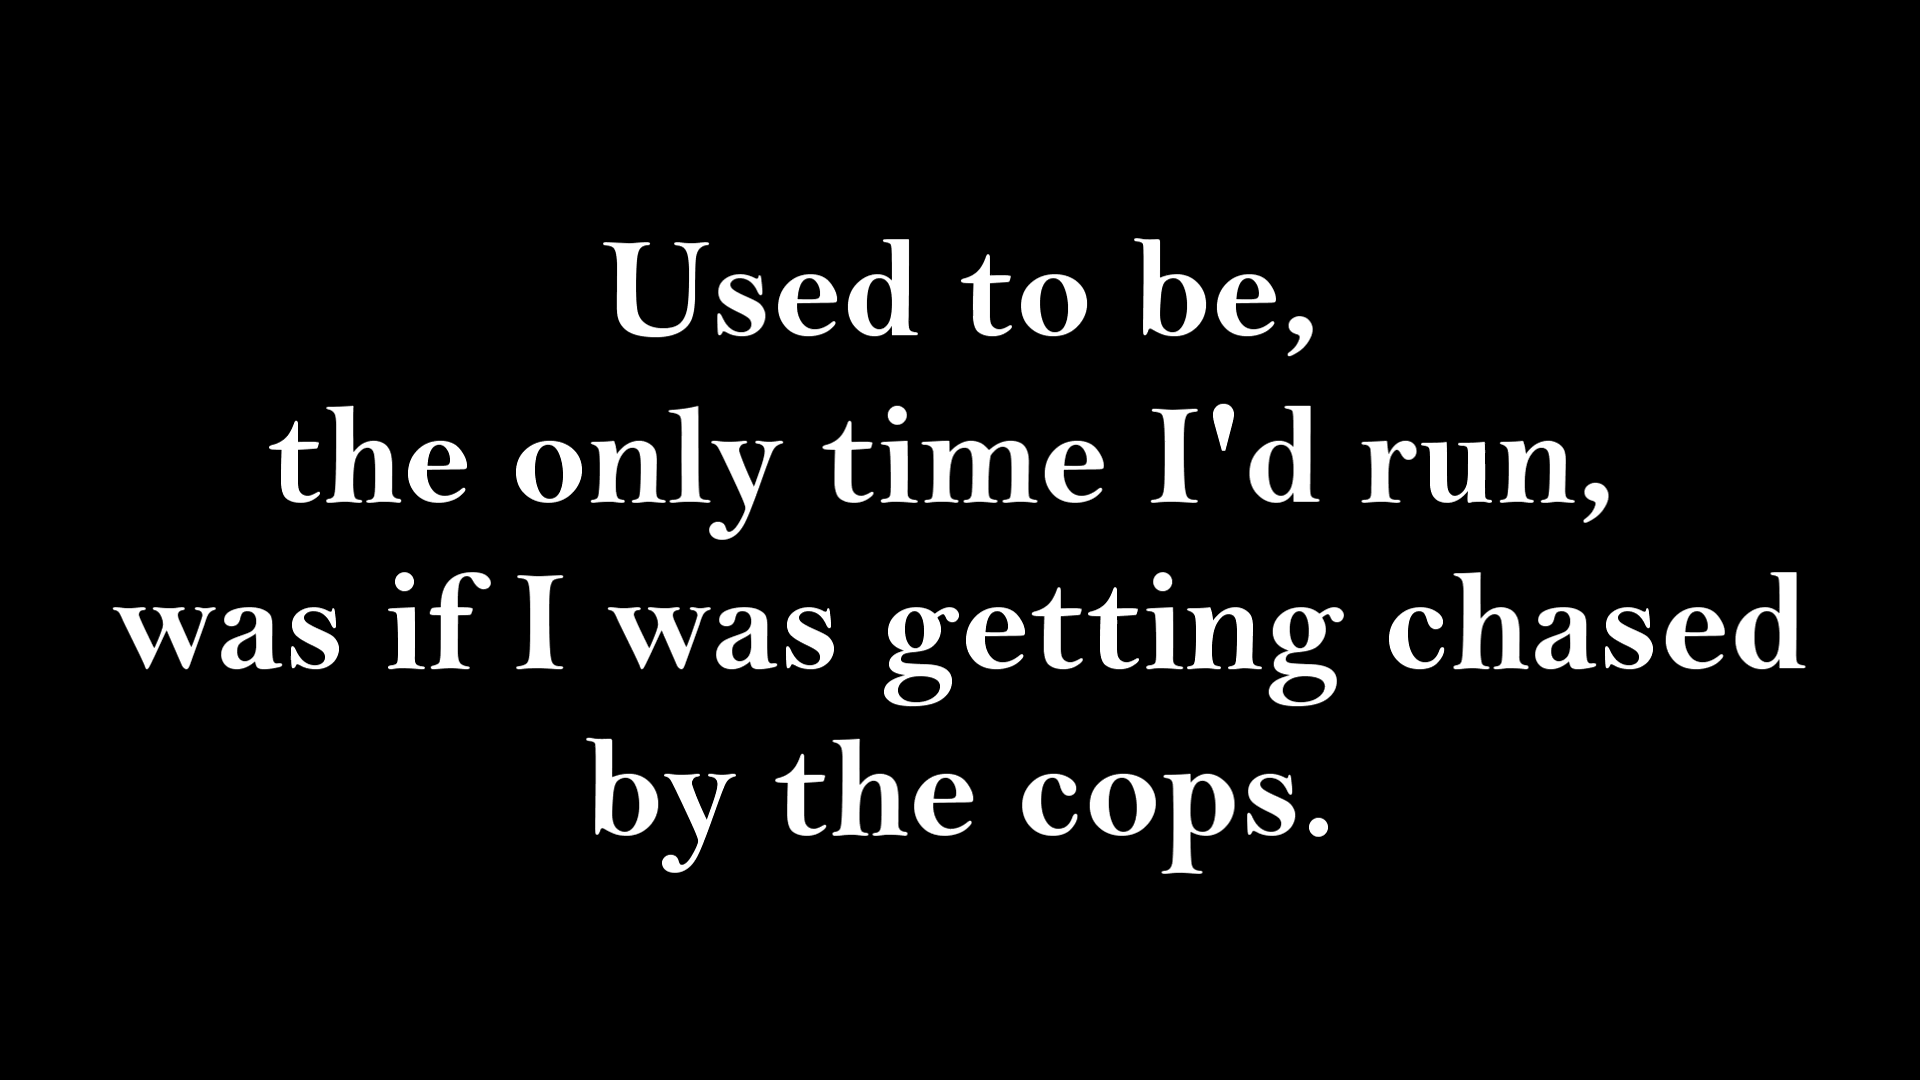 Used to be,
the only time I'd run,
was if I was getting chased
by the cops.